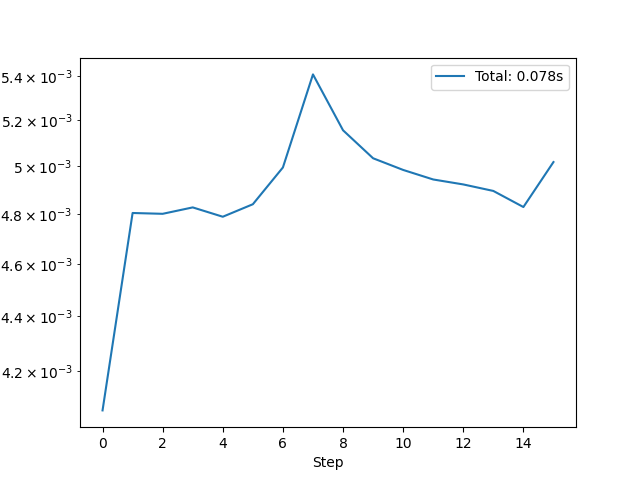 Total: 0.078s
5.4 × 10⁻³
5.2 × 10⁻³
5 × 10⁻³
4.8 × 10⁻³
4.6 × 10⁻³
4.4 × 10⁻³
4.2 × 10⁻³
0 2 4 6 8 10 12 14
Step